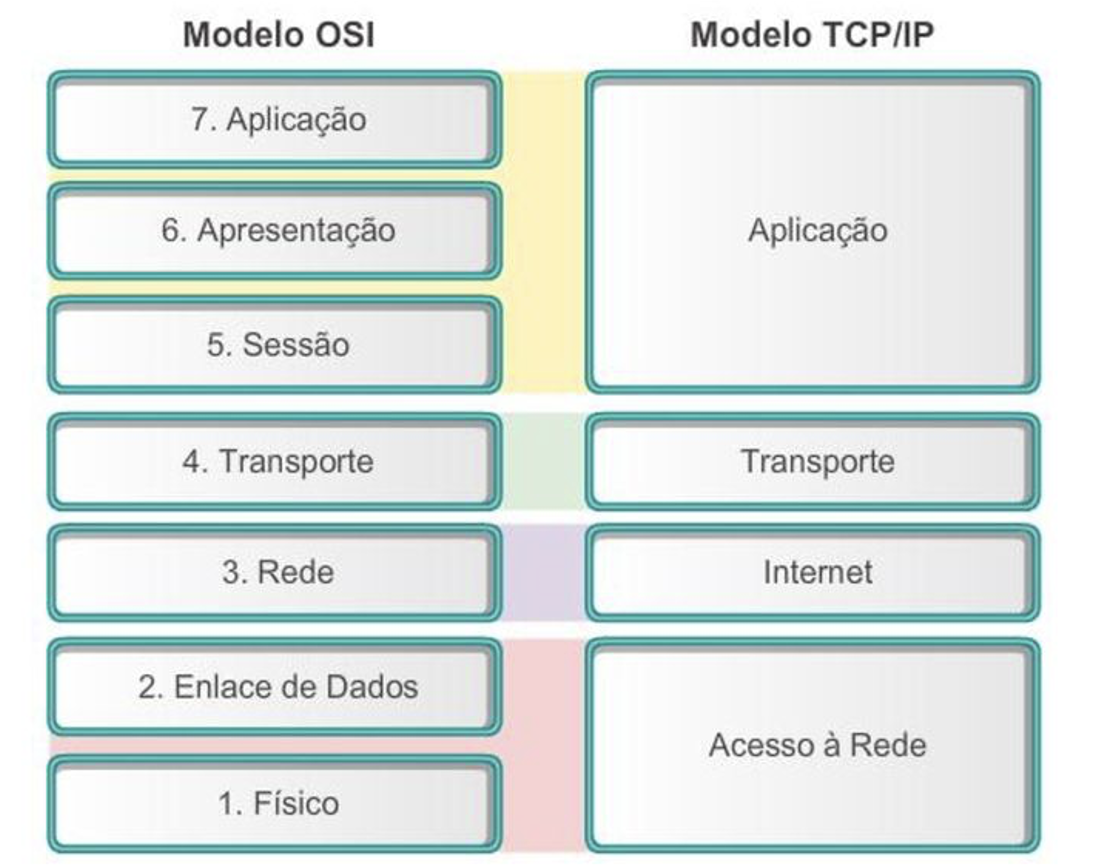 Modelo OSI
Modelo TCP/IP
7. Aplicação
6. Apresentação
5. Sessão
Aplicação
4. Transporte
Transporte
3. Rede
Internet
2. Enlace de Dados
1. Físico
Acesso à Rede